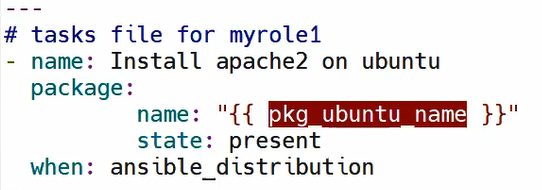 ---
# tasks file for myrole1
- name: Install apache2 on ubuntu
  package:
         name: "{{ pkg_ubuntu_name }}"
         state: present
  when: ansible_distribution